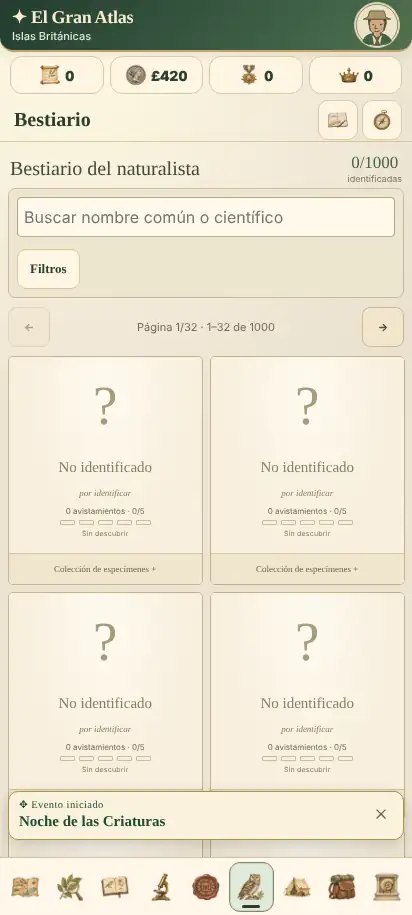 ✦ El Gran Atlas
Islas Británicas
0
£420
0
0
Bestiario
Bestiario del naturalista
0/1000
identificadas
Buscar nombre común o científico
Filtros
←
Página 1/32 · 1–32 de 1000
→
?
?
No identificado
No identificado
por identificar
por identificar
0 avistamientos · 0/5
0 avistamientos · 0/5
Sin descubrir
Sin descubrir
Colección de especímenes +
Colección de especímenes +
?
?
No identificado
No identificado
por identificar
por identificar
0 avistamientos · 0/5
0 avistamientos · 0/5
Sin descubrir
Sin descubrir
✥ Evento iniciado
Noche de las Criaturas
×